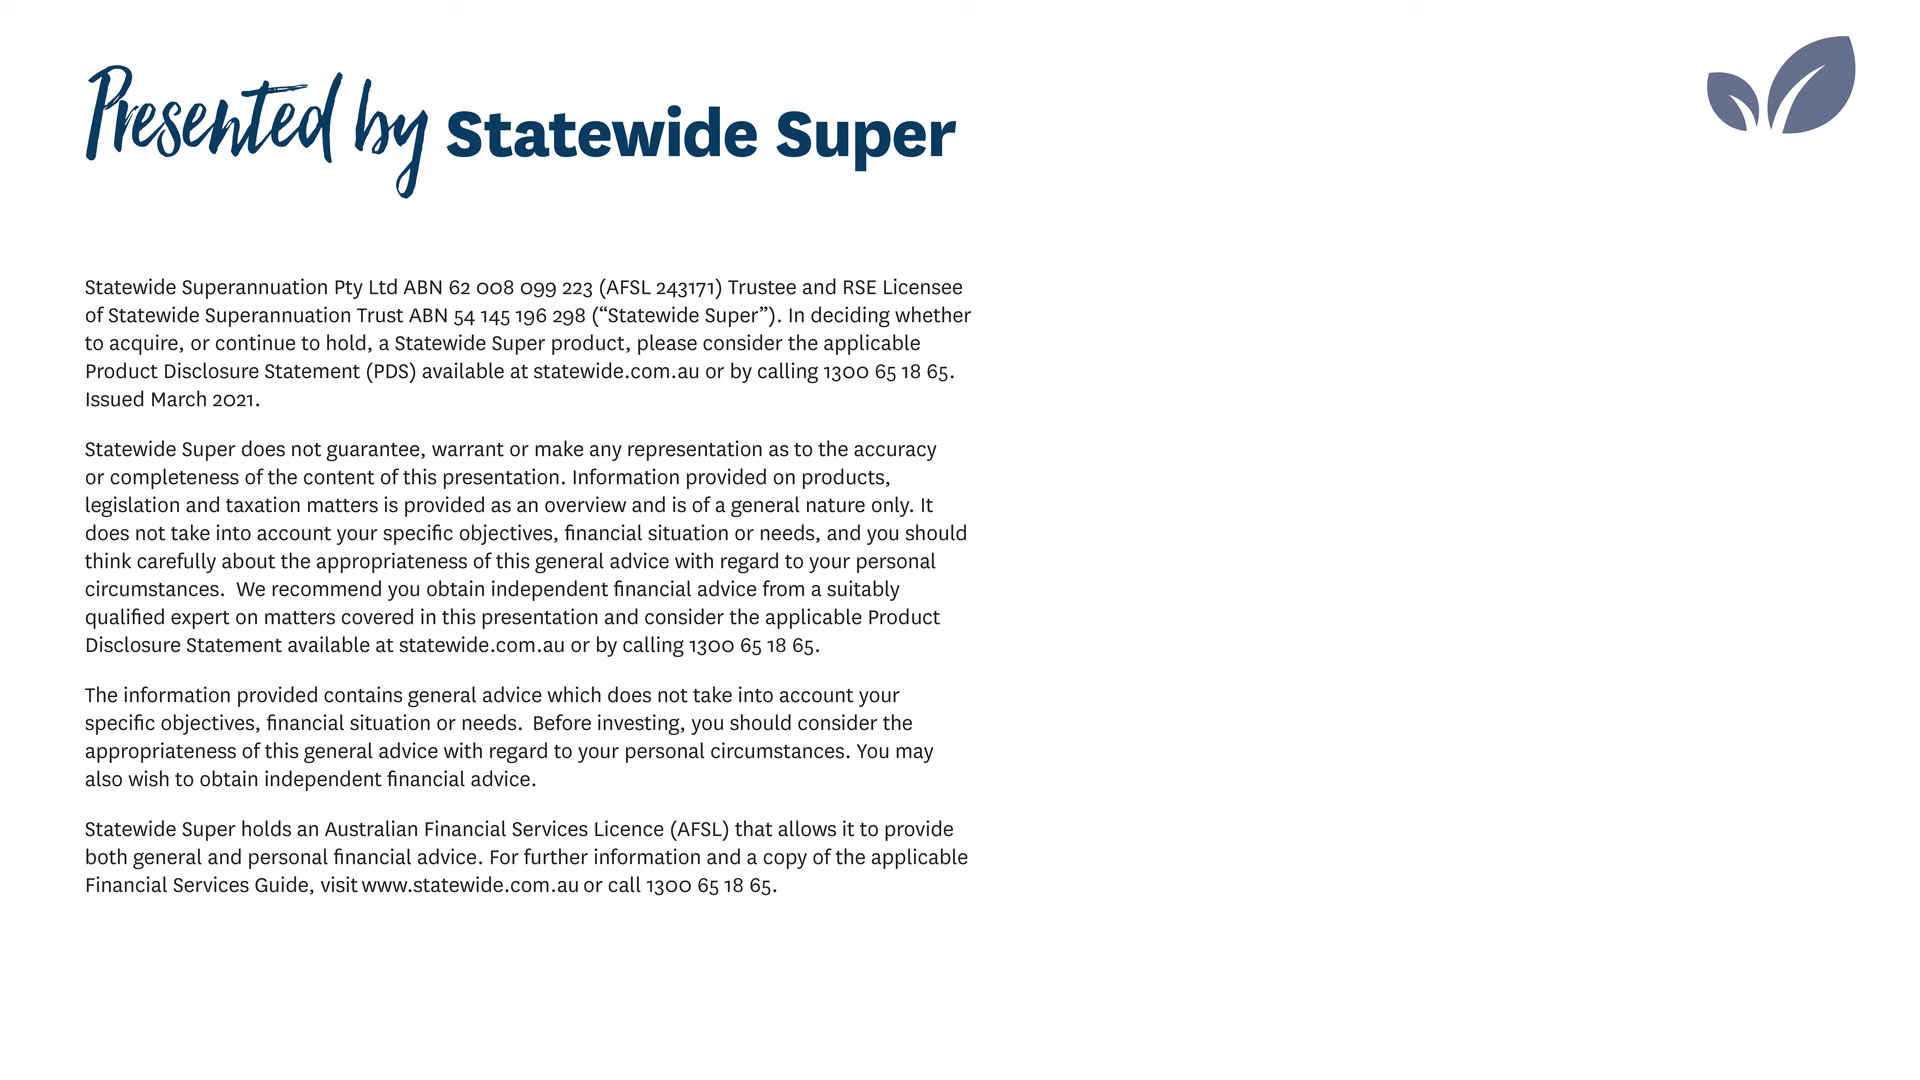 Presented by Statewide Super
Statewide Superannuation Pty Ltd ABN 62 008 099 223 (AFSL 243171) Trustee and RSE Licensee
of Statewide Superannuation Trust ABN 54 145 196 298 (“Statewide Super”). In deciding whether
to acquire, or continue to hold, a Statewide Super product, please consider the applicable
Product Disclosure Statement (PDS) available at statewide.com.au or by calling 1300 65 18 65.
Issued March 2021.
Statewide Super does not guarantee, warrant or make any representation as to the accuracy
or completeness of the content of this presentation. Information provided on products,
legislation and taxation matters is provided as an overview and is of a general nature only. It
does not take into account your specific objectives, financial situation or needs, and you should
think carefully about the appropriateness of this general advice with regard to your personal
circumstances.  We recommend you obtain independent financial advice from a suitably
qualified expert on matters covered in this presentation and consider the applicable Product
Disclosure Statement available at statewide.com.au or by calling 1300 65 18 65.
The information provided contains general advice which does not take into account your
specific objectives, financial situation or needs.  Before investing, you should consider the
appropriateness of this general advice with regard to your personal circumstances. You may
also wish to obtain independent financial advice.
Statewide Super holds an Australian Financial Services Licence (AFSL) that allows it to provide
both general and personal financial advice. For further information and a copy of the applicable
Financial Services Guide, visit www.statewide.com.au or call 1300 65 18 65.